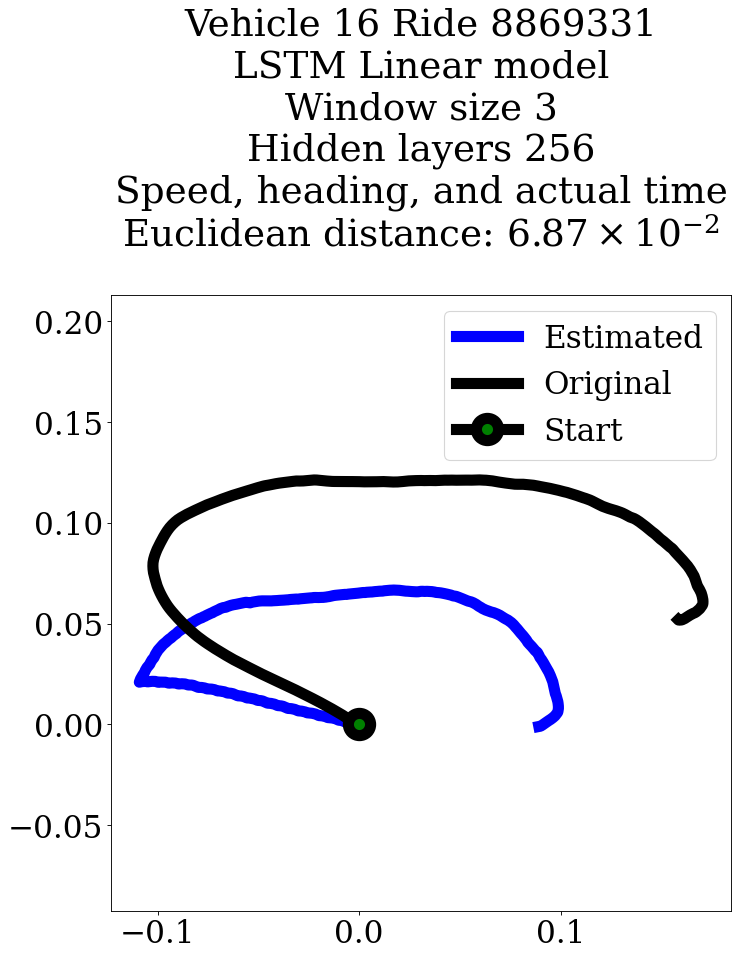 Vehicle 16 Ride 8869331
LSTM Linear model
Window size 3
Hidden layers 256
Speed, heading, and actual time
Euclidean distance: 6.87 × 10⁻²
Estimated
Original
Start
0.20
0.15
0.10
0.05
0.00
−0.05
−0.1 0.0 0.1